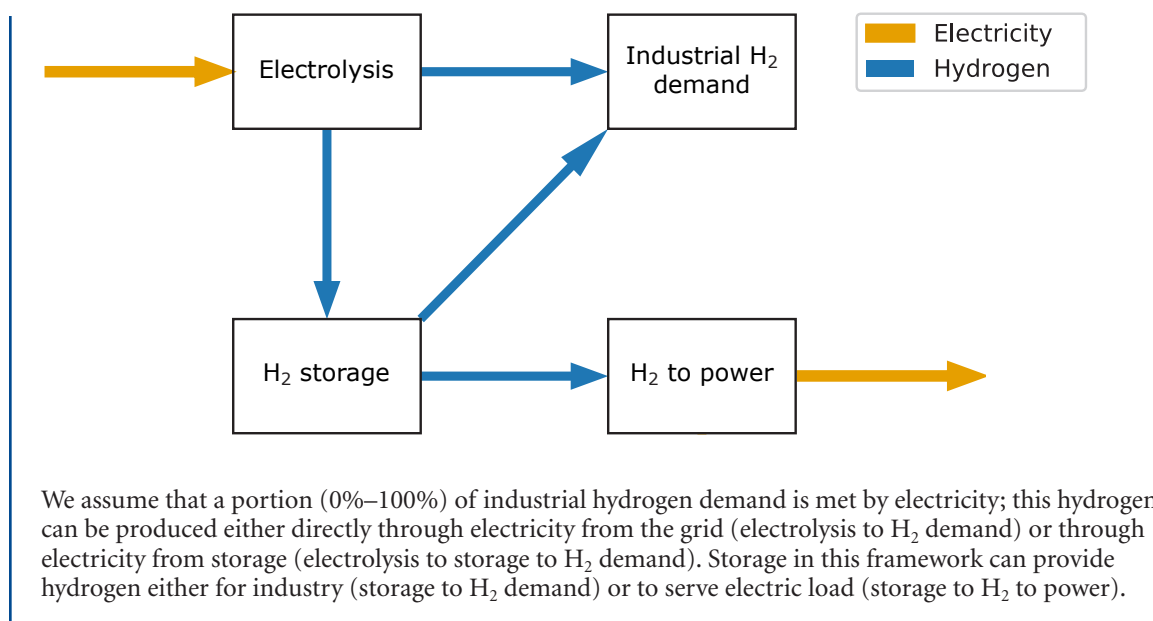 Electrolysis
Industrial H₂
demand
Electricity
Hydrogen
H₂ storage
H₂ to power
We assume that a portion (0%–100%) of industrial hydrogen demand is met by electricity; this hydrogen
can be produced either directly through electricity from the grid (electrolysis to H₂ demand) or through
electricity from storage (electrolysis to storage to H₂ demand). Storage in this framework can provide
hydrogen either for industry (storage to H₂ demand) or to serve electric load (storage to H₂ to power).